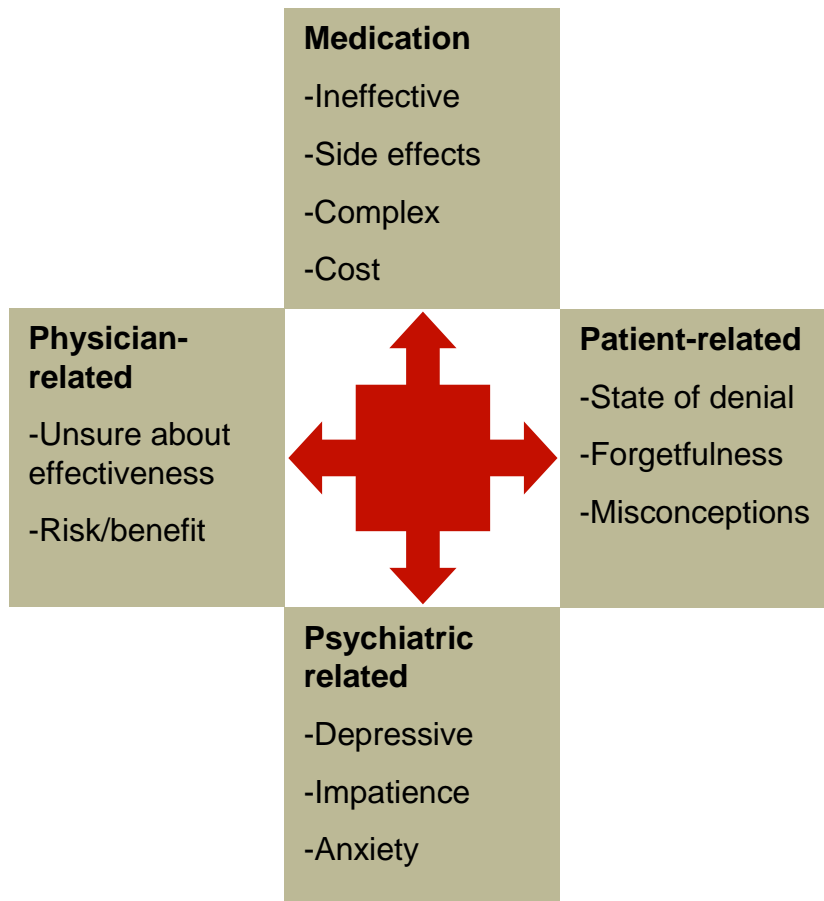 Medication
-Ineffective
-Side effects
-Complex
-Cost
Physician-
related
-Unsure about
effectiveness
-Risk/benefit
Patient-related
-State of denial
-Forgetfulness
-Misconceptions
Psychiatric
related
-Depressive
-Impatience
-Anxiety